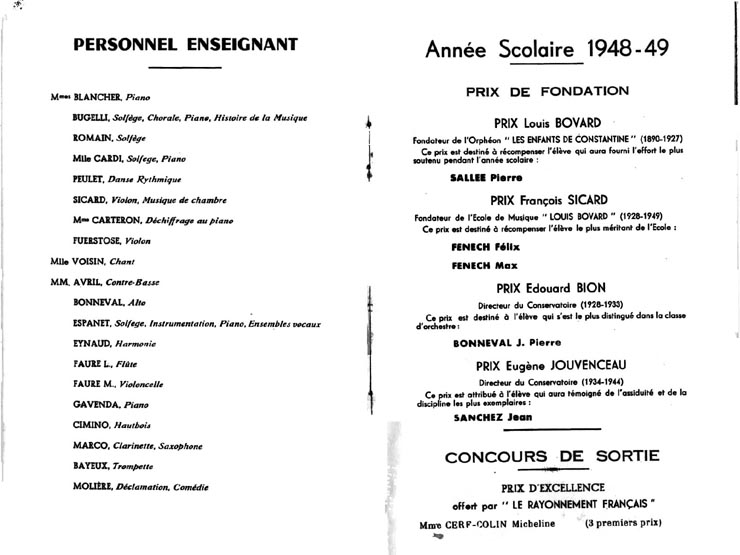 PERSONNEL ENSEIGNANT
Mmes BLANCHER, Piano
BUGELLI, Solfège, Chorale, Piano, Histoire de la Musique
ROMAIN, Solfège
Mlle CARDI, Solfege, Piano
PEULET, Danse Rythmique
SICARD, Violon, Musique de chambre
Mme CARTERON, Déchiffrage au piano
FUERSTOSE, Violon
Mlle VOISIN, Chant
MM. AVRIL, Contre-Basse
BONNEVAL, Alto
ESPANET, Solfege, Instrumentation, Piano, Ensembles vocaux
EYNAUD, Harmonie
FAURE L., Flûte
FAURE M., Violoncelle
GAVENDA, Piano
CIMINO, Hautbois
MARCO, Clarinette, Saxophone
BAYEUX, Trompette
MOLIÈRE, Déclamation, Comédie
Année Scolaire 1948-49
PRIX DE FONDATION
PRIX Louis BOVARD
Fondateur de l'Orphéon " LES ENFANTS DE CONSTANTINE " (1890-1927)
Ce prix est destiné à récompenser l'élève qui aura fourni l'effort le plus
soutenu pendant l'année scolaire :
SALLEE Pierre
PRIX François SICARD
Fondateur de l'Ecole de Musique " LOUIS BOVARD " (1928-1949)
Ce prix est destiné à récompenser l'élève le plus méritant de l'Ecole :
FENECH Félix
FENECH Max
PRIX Edouard BION
Directeur du Conservatoire (1928-1933)
Ce prix est destiné à l'élève qui s'est le plus distingué dans la classe
d'orchestre :
BONNEVAL J. Pierre
PRIX Eugène JOUVENCEAU
Directeur du Conservatoire (1934-1944)
Ce prix est attribué à l'élève qui aura témoigné de l'assiduité et de la
discipline les plus exemplaires :
SANCHEZ Jean
CONCOURS DE SORTIE
PRIX D'EXCELLENCE
offert par " LE RAYONNEMENT FRANÇAIS "
Mme CERF-COLIN Micheline (3 premiers prix)